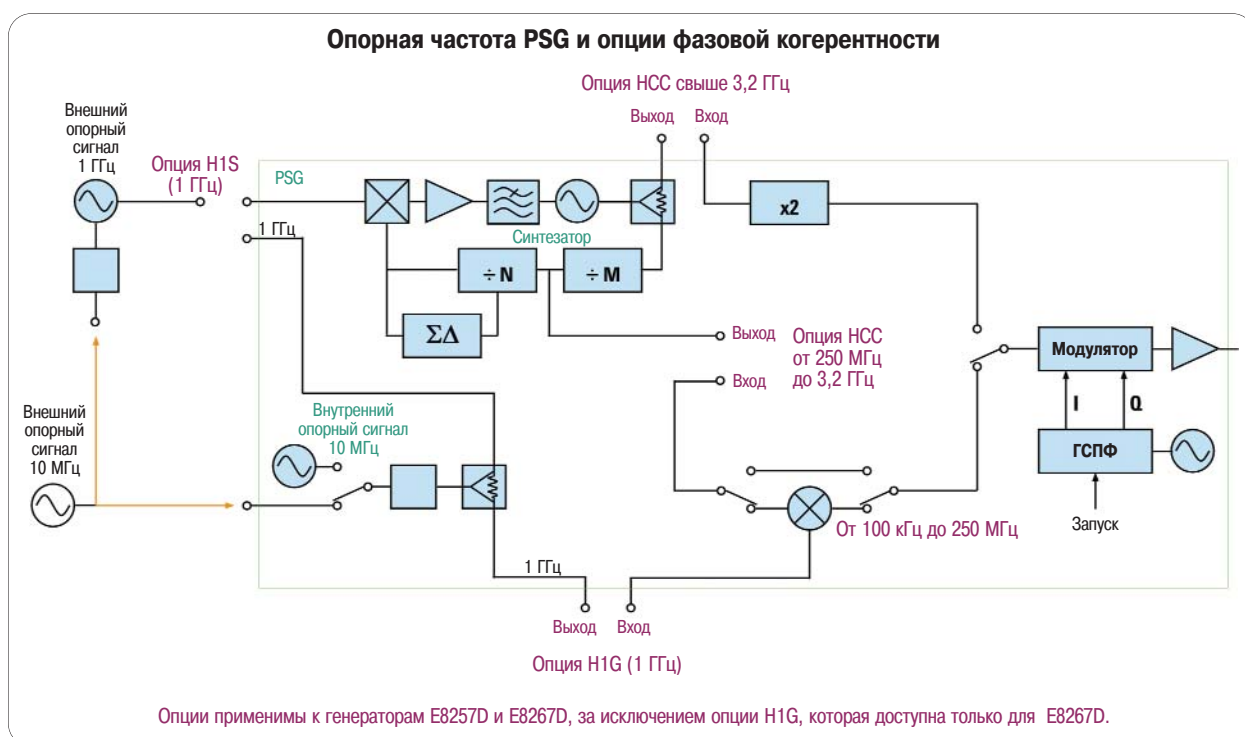 Опорная частота PSG и опции фазовой когерентности
Опция HCC свыше 3,2 ГГц
Выход
Вход
Внешний
опорный
сигнал
1 ГГц
Опция H1S
(1 ГГц)
PSG
x2
1 ГГц
Синтезатор
÷ N
÷ M
ΣΔ
Выход
Вход
Опция HCC
от 250 МГц
до 3,2 ГГц
Модулятор
I
Q
ГСПФ
Запуск
Внешний
опорный
сигнал
10 МГц
Внутренний
опорный сигнал
10 МГц
От 100 кГц до 250 МГц
1 ГГц
Выход
Вход
Опция H1G (1 ГГц)
Опции применимы к генераторам E8257D и E8267D, за исключением опции H1G, которая доступна только для E8267D.